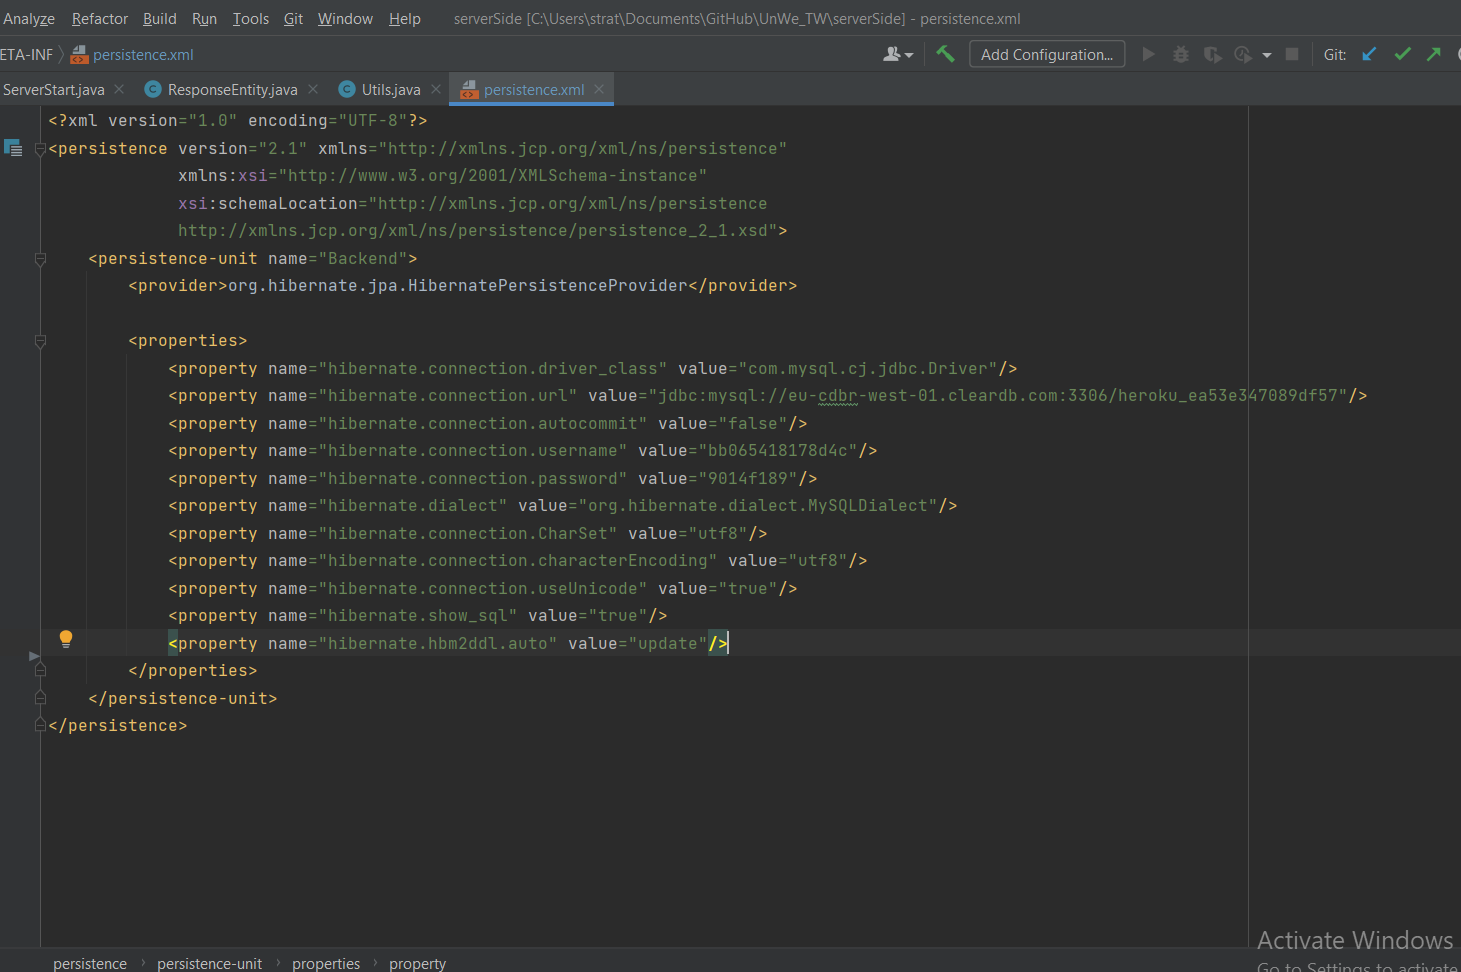 Analyze Refactor Build Run Tools Git Window Help serverSide [C:\Users\strat\Documents\GitHub\UnWe_TW\serverSide] - persistence.xml
ETA-INF persistence.xml Add Configuration... Git:
ServerStart.java ResponseEntity.java Utils.java persistence.xml
<?xml version="1.0" encoding="UTF-8"?>
<persistence version="2.1" xmlns="http://xmlns.jcp.org/xml/ns/persistence"
xmlns:xsi="http://www.w3.org/2001/XMLSchema-instance"
xsi:schemaLocation="http://xmlns.jcp.org/xml/ns/persistence
http://xmlns.jcp.org/xml/ns/persistence/persistence_2_1.xsd">
<persistence-unit name="Backend">
<provider>org.hibernate.jpa.HibernatePersistenceProvider</provider>
<properties>
<property name="hibernate.connection.driver_class" value="com.mysql.cj.jdbc.Driver"/>
<property name="hibernate.connection.url" value="jdbc:mysql://eu-cdbr-west-01.cleardb.com:3306/heroku_ea53e347089df57"/>
<property name="hibernate.connection.autocommit" value="false"/>
<property name="hibernate.connection.username" value="bb065418178d4c"/>
<property name="hibernate.connection.password" value="9014f189"/>
<property name="hibernate.dialect" value="org.hibernate.dialect.MySQLDialect"/>
<property name="hibernate.connection.CharSet" value="utf8"/>
<property name="hibernate.connection.characterEncoding" value="utf8"/>
<property name="hibernate.connection.useUnicode" value="true"/>
<property name="hibernate.show_sql" value="true"/>
<property name="hibernate.hbm2ddl.auto" value="update"/>
</properties>
</persistence-unit>
</persistence>
Activate Windows
Go to Settings to activate
persistence persistence-unit properties property